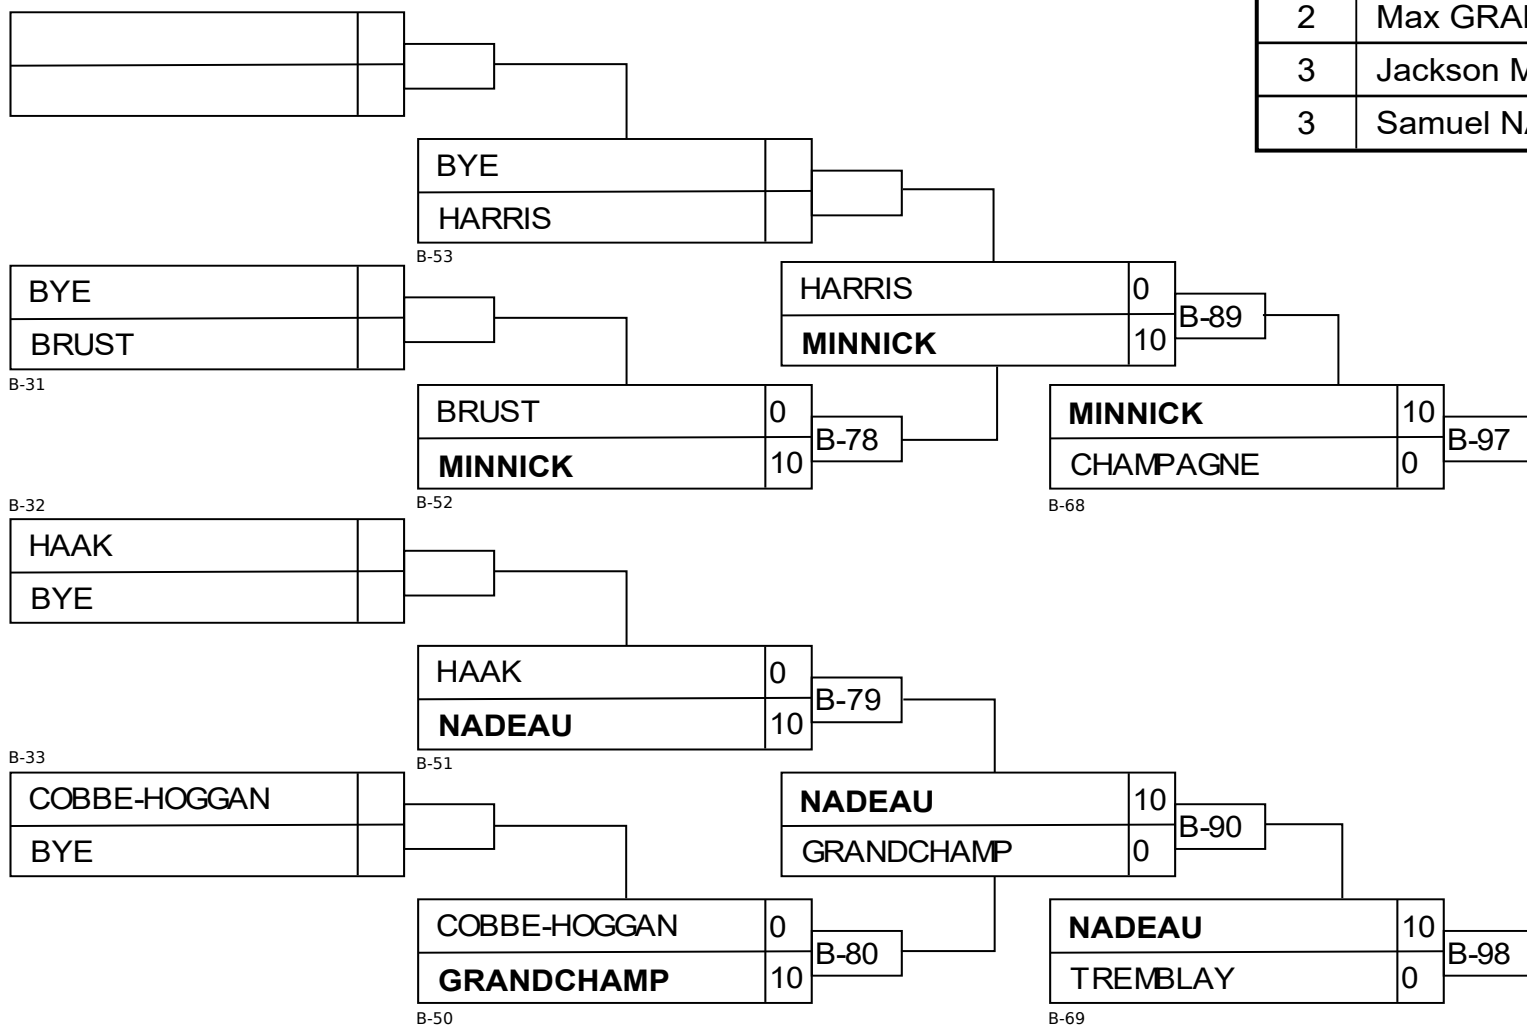 2 Max GRA
3 Jackson M
3 Samuel NA
BYE
HARRIS
B-53
BYE
BRUST
B-31
HARRIS 0
MINNICK 10
B-89
BRUST 0
MINNICK 10
B-78
B-52
MINNICK 10
CHAMPAGNE 0
B-97
B-68
B-32
HAAK
BYE
HAAK 0
NADEAU 10
B-79
B-51
B-33
COBBE-HOGGAN
BYE
NADEAU 10
GRANDCHAMP 0
B-90
COBBE-HOGGAN 0
GRANDCHAMP 10
B-80
B-50
NADEAU 10
TREMBLAY 0
B-98
B-69